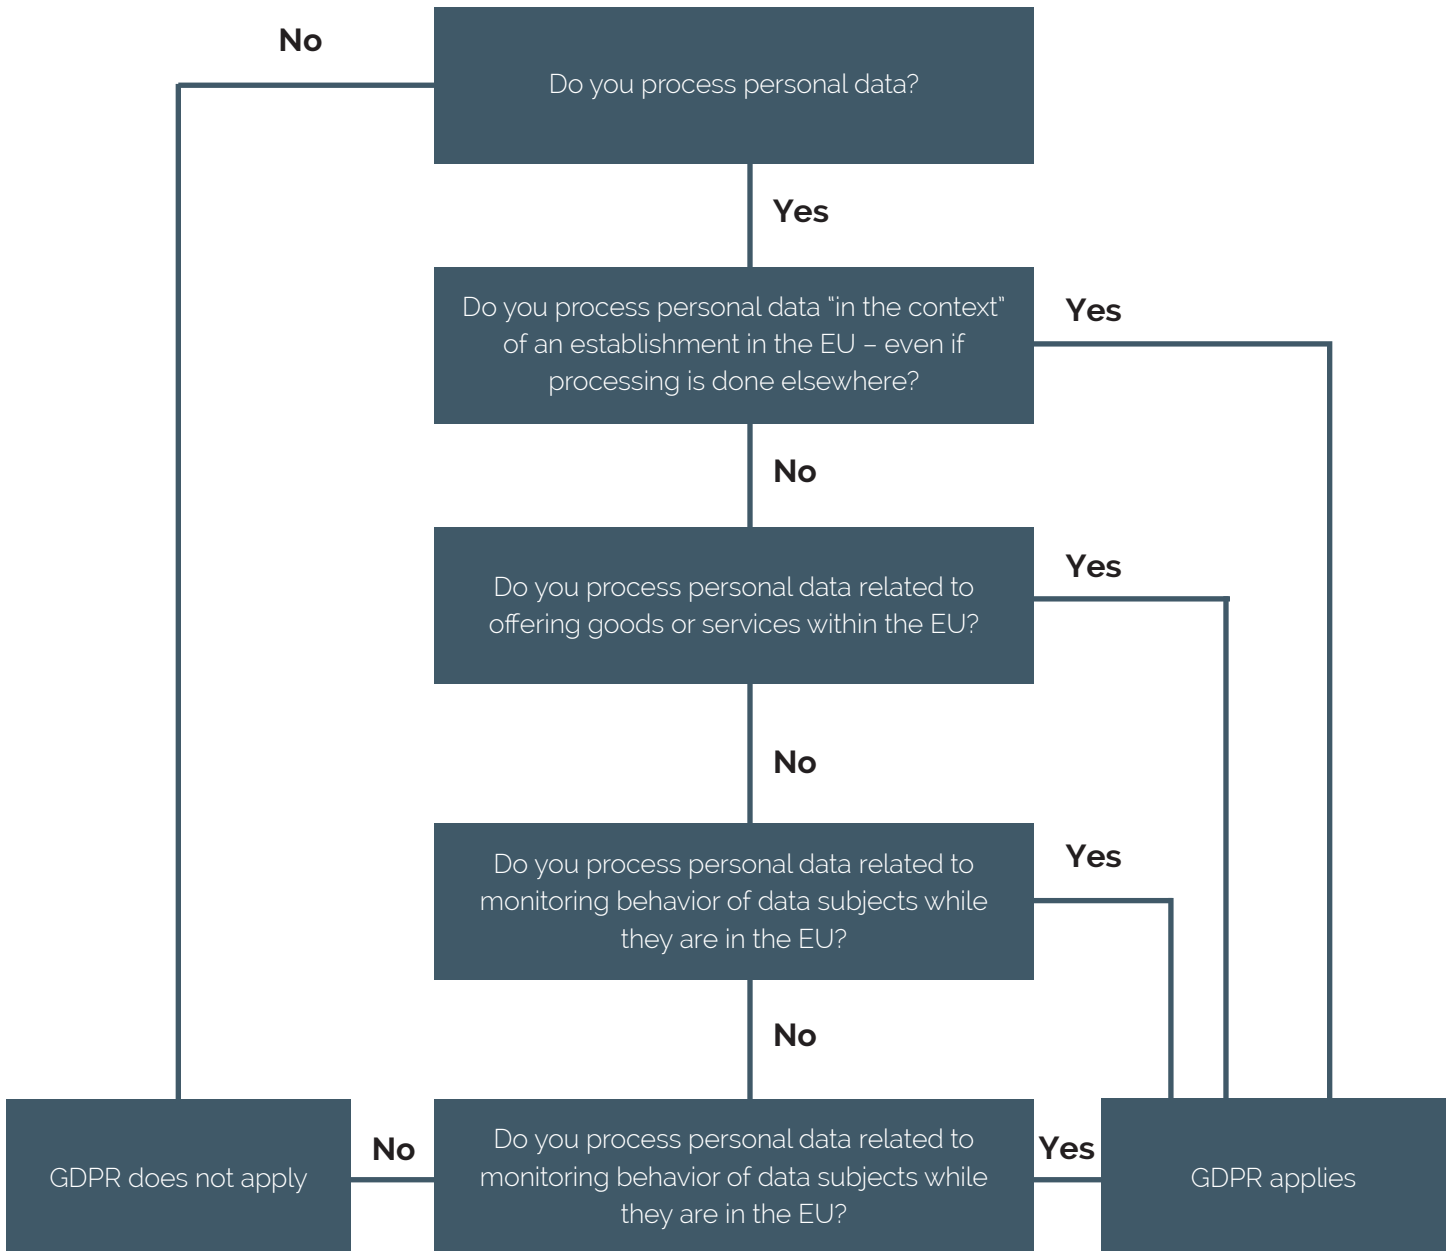 No
Do you process personal data?
Yes
Do you process personal data “in the context”
of an establishment in the EU – even if
processing is done elsewhere?
Yes
No
Do you process personal data related to
offering goods or services within the EU?
Yes
No
Do you process personal data related to
monitoring behavior of data subjects while
they are in the EU?
Yes
No
GDPR does not apply
No
Do you process personal data related to
monitoring behavior of data subjects while
they are in the EU?
Yes
GDPR applies